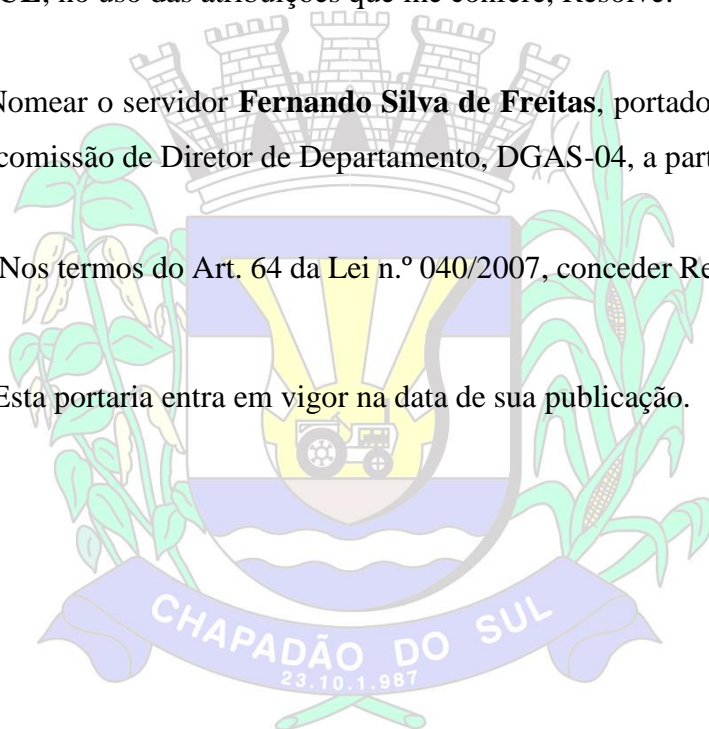 no uso das atribuições que lhe confere, Resolve:
Nomear o servidor Fernando Silva de Freitas, portado
comissão de Diretor de Departamento, DGAS-04, a part
Nos termos do Art. 64 da Lei n.º 040/2007, conceder Re
Esta portaria entra em vigor na data de sua publicação.
CHAPADÃO DO SUL
23.10.1.987